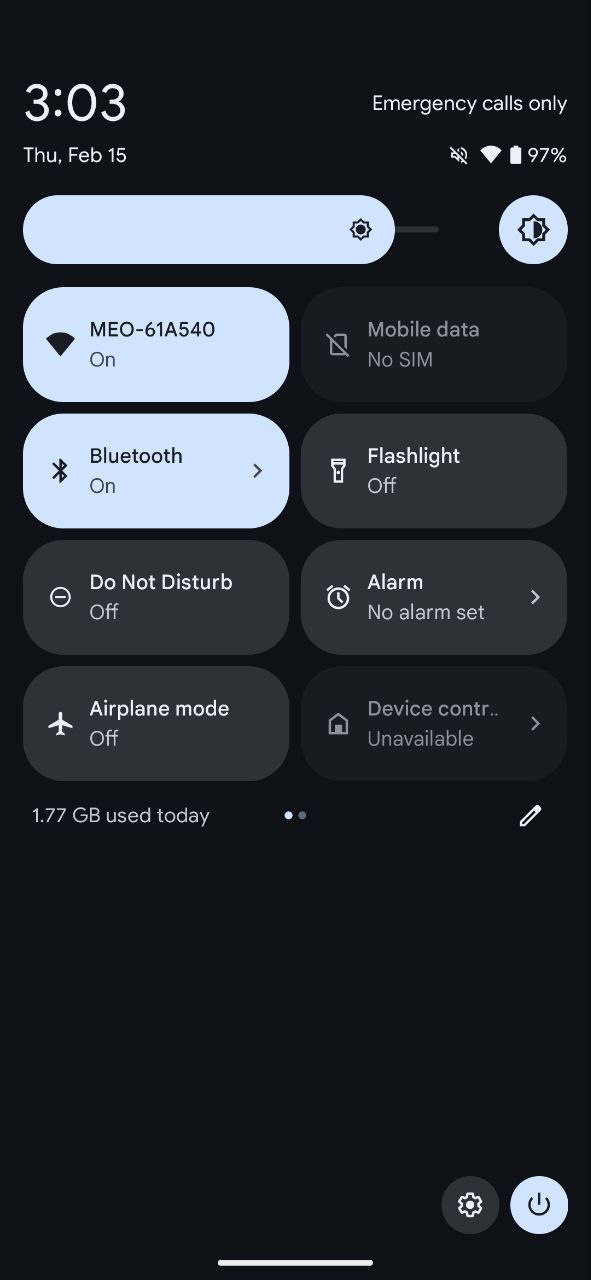 3:03
Emergency calls only
Thu, Feb 15
97%
MEO-61A540
On
Mobile data
No SIM
Bluetooth
On
Flashlight
Off
Do Not Disturb
Off
Alarm
No alarm set
Airplane mode
Off
Device contr..
Unavailable
1.77 GB used today